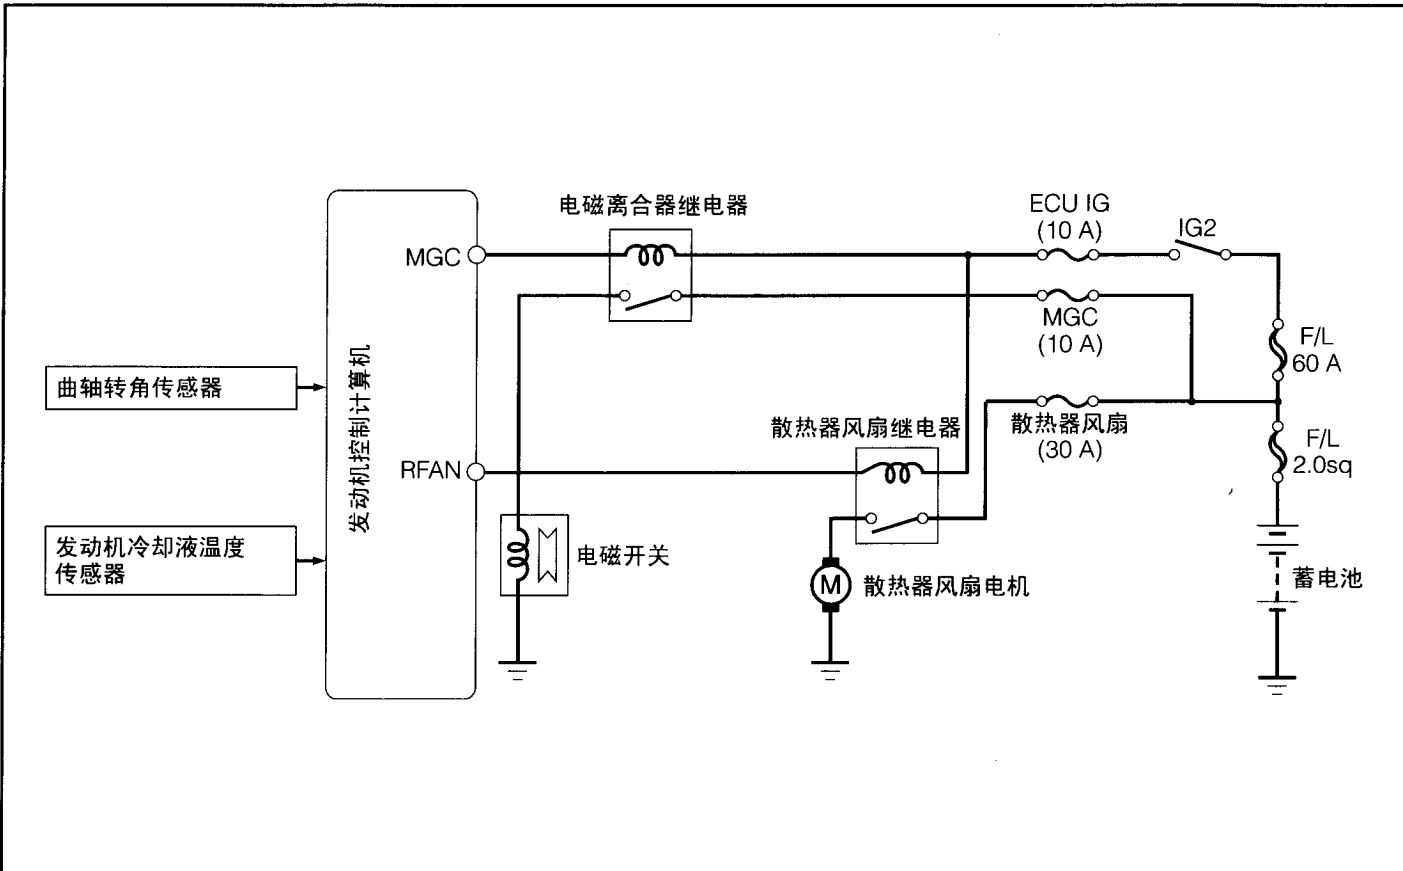 电磁离合器继电器
ECU IG
(10 A)
IG2
MGC
MGC
(10 A)
F/L
60 A
曲轴转角传感器
发动机控制计算机
散热器风扇继电器
散热器风扇
(30 A)
F/L
2.0sq
RFAN
发动机冷却液温度
传感器
电磁开关
M
散热器风扇电机
蓄电池